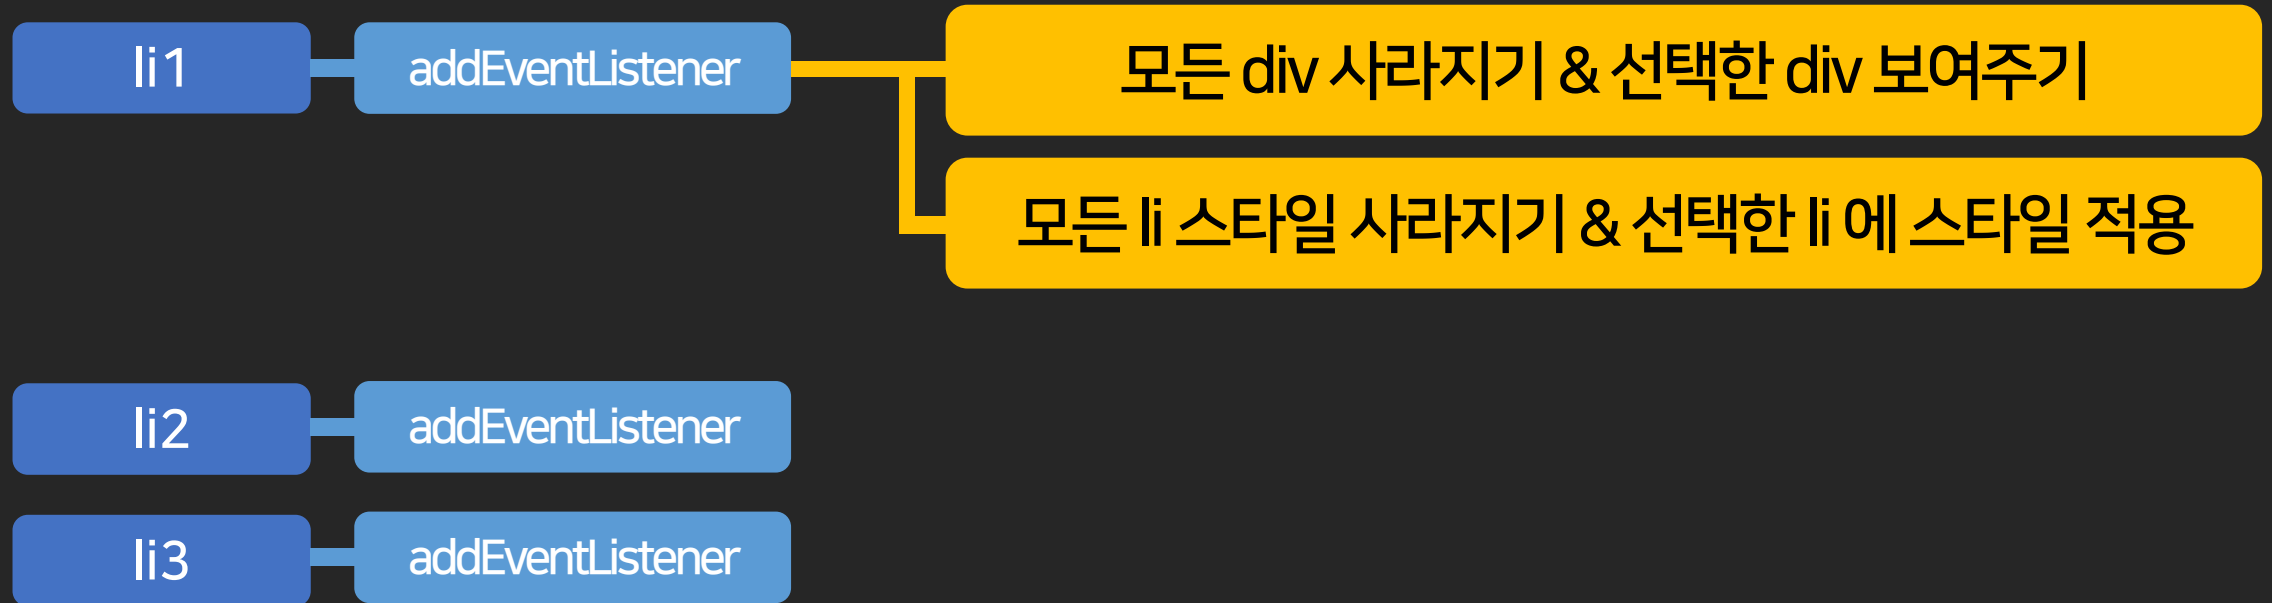 li1
addEventListener
모든 div 사라지기 & 선택한 div 보여주기
모든 li 스타일 사라지기 & 선택한 li 에 스타일 적용
li2
addEventListener
li3
addEventListener